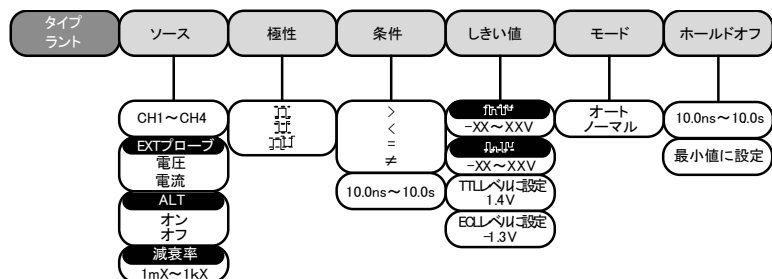 タイプ
ラント
ソース
極性
条件
しきい値
モード
ホールドオフ
CH1～CH4
EXTプローブ
電圧
電流
ALT
オン
オフ
減衰率
1mX～1kX
>
<
=
≠
10.0ns～10.0s
-XX～XXV
-XX～XXV
TTLレベルに設定
1.4V
ECLレベルに設定
-1.3V
オート
ノーマル
10.0ns～10.0s
最小値に設定